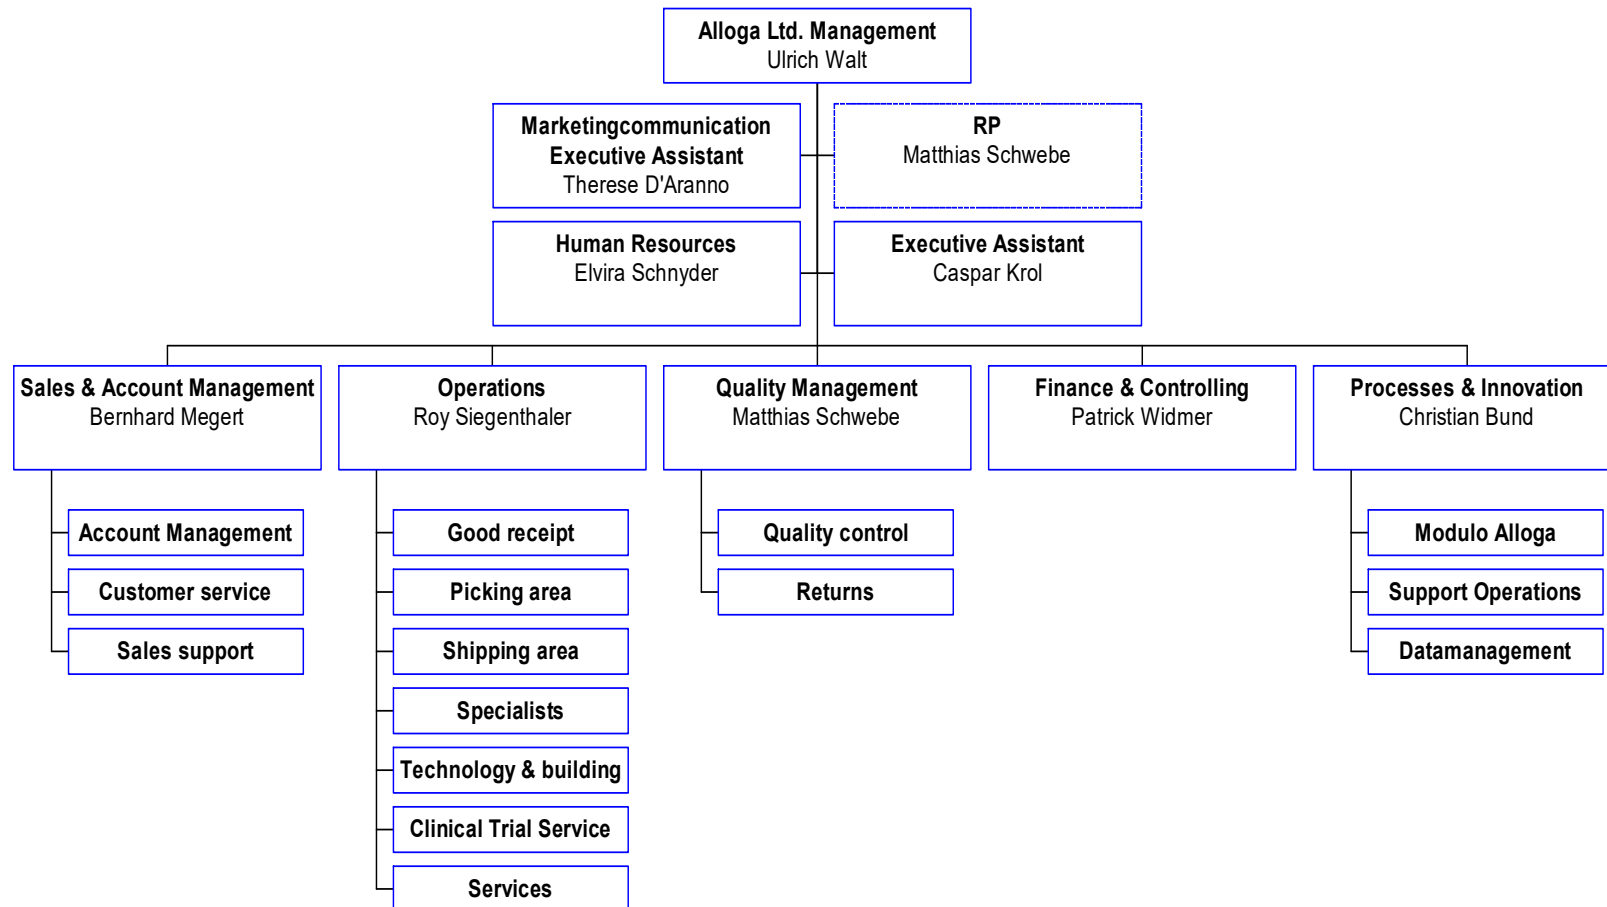 Alloga Ltd. Management
Ulrich Walt
Marketingcommunication
Executive Assistant
Therese D'Aranno
RP
Matthias Schwebe
Human Resources
Elvira Schnyder
Executive Assistant
Caspar Krol
Sales & Account Management
Bernhard Megert
Operations
Roy Siegenthaler
Quality Management
Matthias Schwebe
Finance & Controlling
Patrick Widmer
Processes & Innovation
Christian Bund
Account Management
Customer service
Sales support
Good receipt
Picking area
Shipping area
Specialists
Technology & building
Clinical Trial Service
Services
Quality control
Returns
Modulo Alloga
Support Operations
Datamanagement